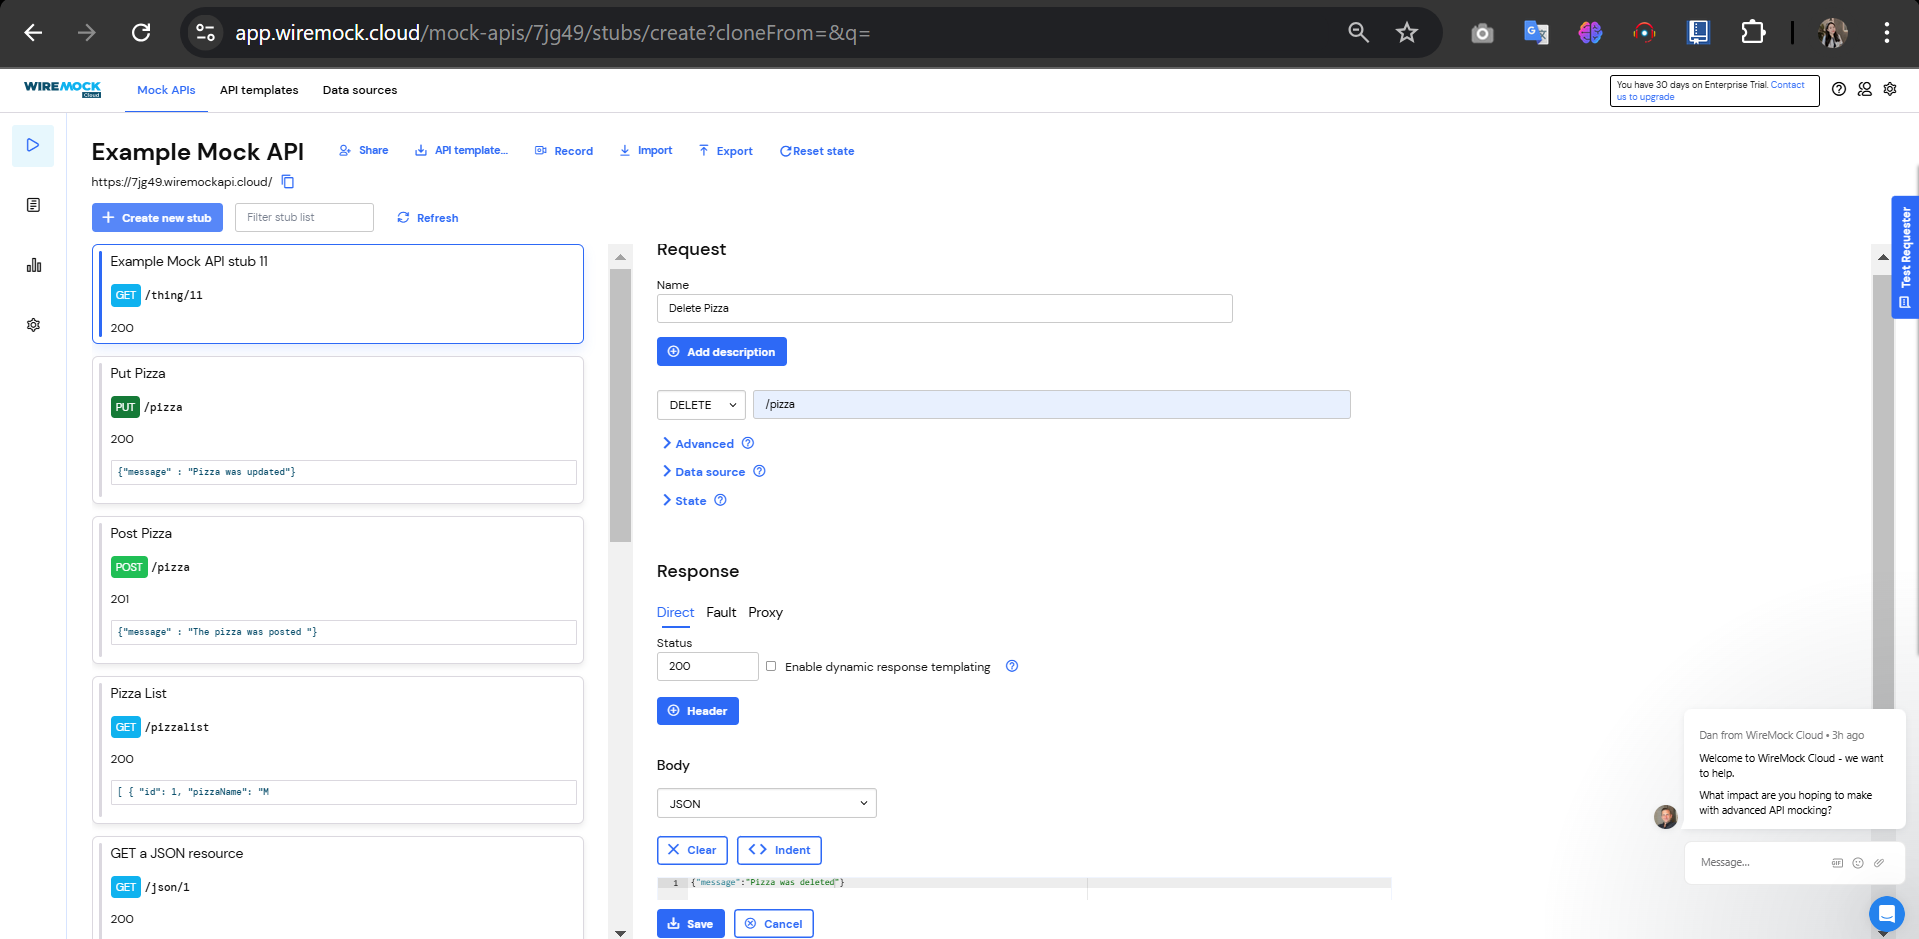 app.wiremock.cloud/mock-apis/7jg49/stubs/create?cloneFrom=&q=
WIREMOCK
Cloud
Mock APIs
API templates
Data sources
You have 30 days on Enterprise Trial. Contact
us to upgrade
Example Mock API
Share
API template...
Record
Import
Export
Reset state
https://7jg49.wiremockapi.cloud/
Create new stub
Filter stub list
Refresh
Example Mock API stub 11
GET /thing/11
200
Put Pizza
PUT /pizza
200
{"message" : "Pizza was updated"}
Post Pizza
POST /pizza
201
{"message" : "The pizza was posted "}
Pizza List
GET /pizzalist
200
[ { "id": 1, "pizzaName": "M
GET a JSON resource
GET /json/1
200
Request
Name
Delete Pizza
Add description
DELETE
/pizza
Advanced
Data source
State
Response
Direct
Fault
Proxy
Status
200
Enable dynamic response templating
Header
Body
JSON
Clear
Indent
1 {"message":"Pizza was deleted"}
Save
Cancel
Test Requester
Dan from WireMock Cloud • 3h ago
Welcome to WireMock Cloud - we want
to help.
What impact are you hoping to make
with advanced API mocking?
Message...
GIF